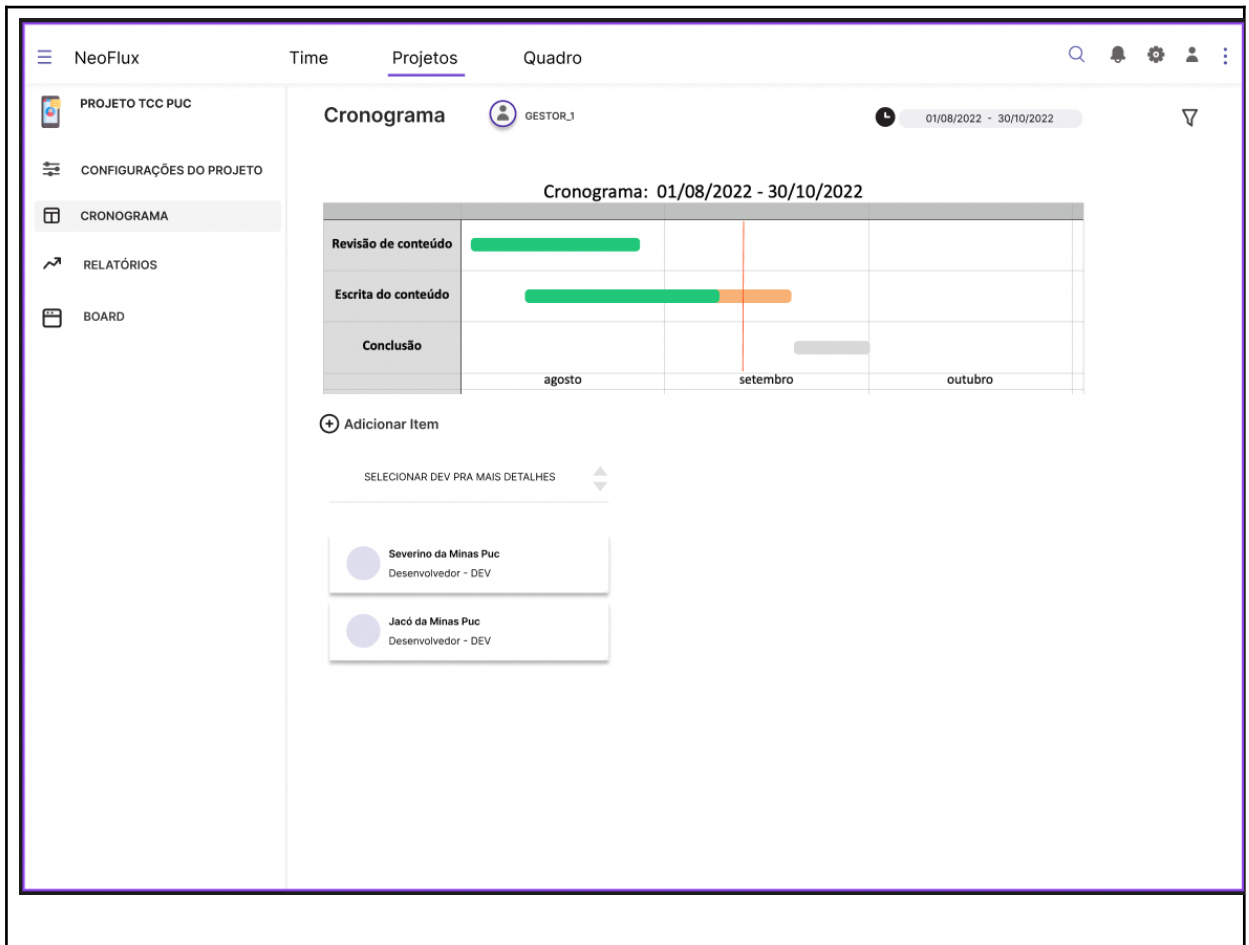 NeoFlux Time Projetos Quadro
PROJETO TCC PUC
CONFIGURAÇÕES DO PROJETO
CRONOGRAMA
RELATÓRIOS
BOARD
Cronograma GESTOR_1 01/08/2022 - 30/10/2022
Cronograma: 01/08/2022 - 30/10/2022
Revisão de conteúdo
Escrita do conteúdo
Conclusão
agosto setembro outubro
Adicionar Item
SELECIONAR DEV PRA MAIS DETALHES
Severino da Minas Puc
Desenvolvedor - DEV
Jacó da Minas Puc
Desenvolvedor - DEV